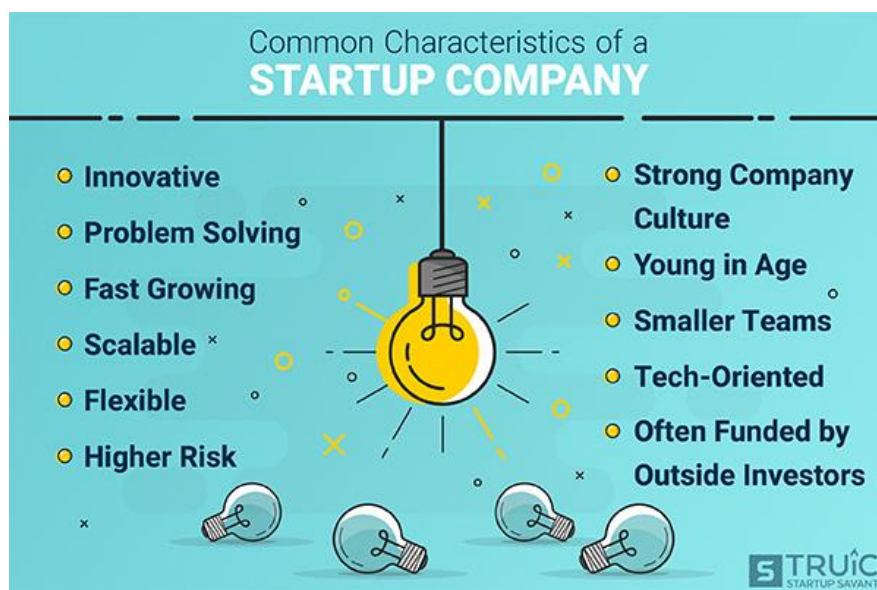 Common Characteristics of a
STARTUP COMPANY
Innovative
Problem Solving
Fast Growing
Scalable
Flexible
Higher Risk
Strong Company
Culture
Young in Age
Smaller Teams
Tech-Oriented
Often Funded by
Outside Investors
S TRUiC
STARTUP SAVANT